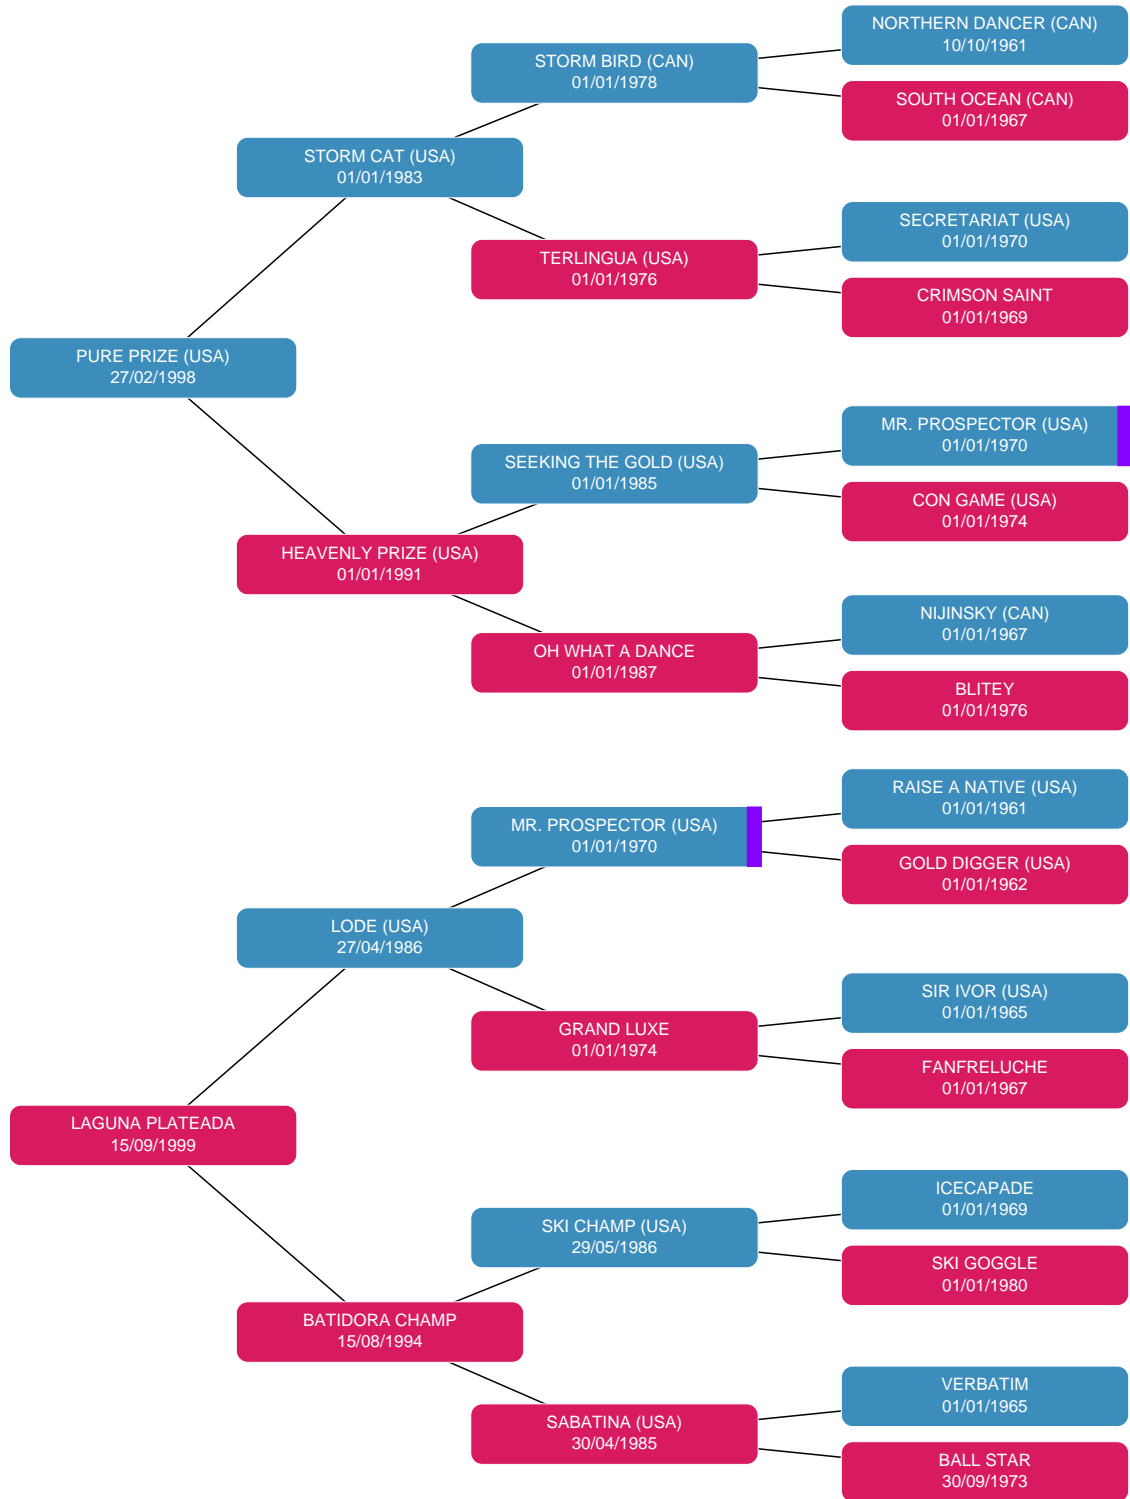 NORTHERN DANCER (CAN)
10/10/1961
STORM BIRD (CAN)
01/01/1978
SOUTH OCEAN (CAN)
01/01/1967
STORM CAT (USA)
01/01/1983
SECRETARIAT (USA)
01/01/1970
TERLINGUA (USA)
01/01/1976
CRIMSON SAINT
01/01/1969
PURE PRIZE (USA)
27/02/1998
MR. PROSPECTOR (USA)
01/01/1970
SEEKING THE GOLD (USA)
01/01/1985
CON GAME (USA)
01/01/1974
HEAVENLY PRIZE (USA)
01/01/1991
NIJINSKY (CAN)
01/01/1967
OH WHAT A DANCE
01/01/1987
BLITEY
01/01/1976
RAISE A NATIVE (USA)
01/01/1961
MR. PROSPECTOR (USA)
01/01/1970
GOLD DIGGER (USA)
01/01/1962
LODE (USA)
27/04/1986
SIR IVOR (USA)
01/01/1965
GRAND LUXE
01/01/1974
FANFRELUCHE
01/01/1967
LAGUNA PLATEADA
15/09/1999
ICECAPADE
01/01/1969
SKI CHAMP (USA)
29/05/1986
SKI GOGGLE
01/01/1980
BATIDORA CHAMP
15/08/1994
VERBATIM
01/01/1965
SABATINA (USA)
30/04/1985
BALL STAR
30/09/1973